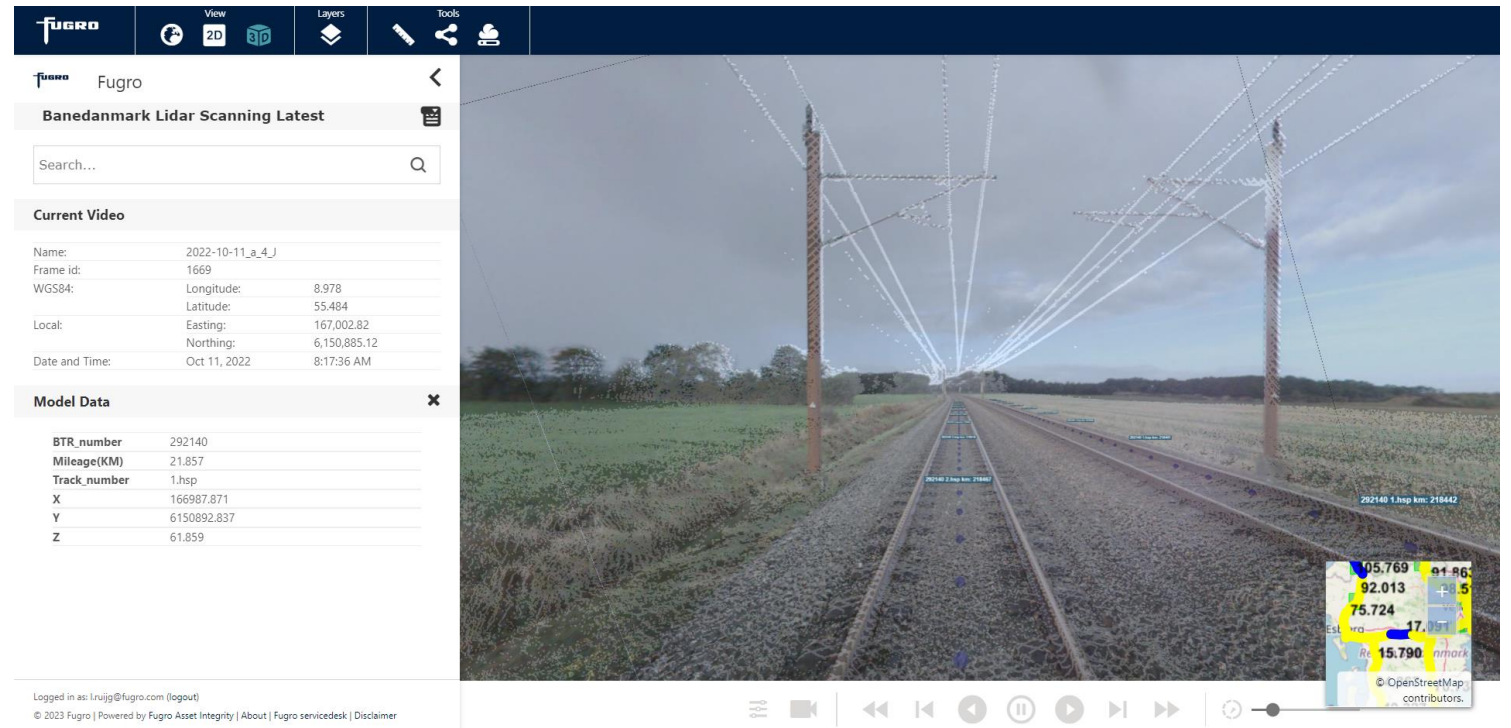 FUGRO
View
Layers
Tools
2D
3D
FUGRO Fugro
Banedanmark Lidar Scanning Latest
Search...
Current Video
Name: 2022-10-11_a_4_J
Frame id: 1669
WGS84: Longitude: 8.978
Latitude: 55.484
Local: Easting: 167,002.82
Northing: 6,150,885.12
Date and Time: Oct 11, 2022 8:17:36 AM
Model Data
BTR_number 292140
Mileage(KM) 21.857
Track_number 1.hsp
X 166987.871
Y 6150892.837
Z 61.859
Logged in as: l.ruijg@fugro.com (logout)
© 2023 Fugro | Powered by Fugro Asset Integrity | About | Fugro servicedesk | Disclaimer
292140 2.hsp km: 218467
292140 1.hsp km: 218442
105.769
92.013
75.724
15.790
+
−
© OpenStreetMap
contributors.